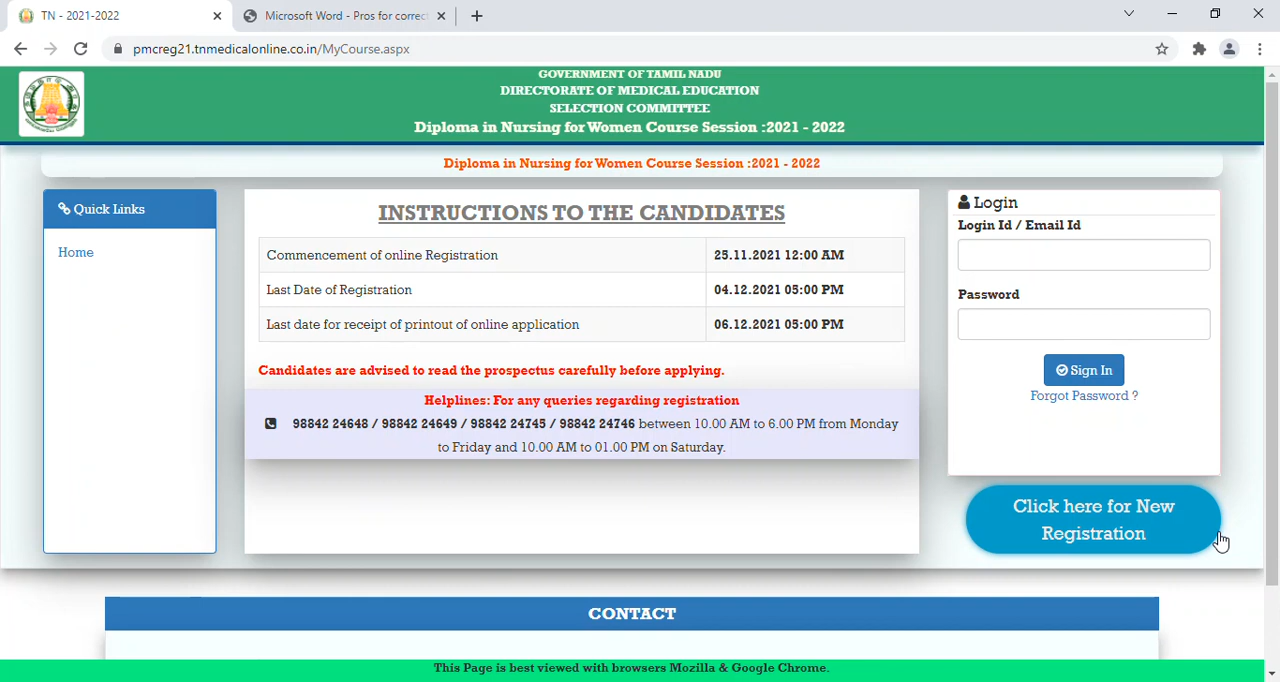 TN - 2021-2022
Microsoft Word - Pros for correct
pmcreg21.tnmedicalonline.co.in/MyCourse.aspx
GOVERNMENT OF TAMIL NADU
DIRECTORATE OF MEDICAL EDUCATION
SELECTION COMMITTEE
Diploma in Nursing for Women Course Session :2021 - 2022
Diploma in Nursing for Women Course Session :2021 - 2022
Quick Links
Home
INSTRUCTIONS TO THE CANDIDATES
Commencement of online Registration 25.11.2021 12:00 AM
Last Date of Registration 04.12.2021 05:00 PM
Last date for receipt of printout of online application 06.12.2021 05:00 PM
Candidates are advised to read the prospectus carefully before applying.
Helplines: For any queries regarding registration
98842 24648 / 98842 24649 / 98842 24745 / 98842 24746 between 10.00 AM to 6.00 PM from Monday
to Friday and 10.00 AM to 01.00 PM on Saturday.
Login
Login Id / Email Id
Password
Sign In
Forgot Password ?
Click here for New
Registration
CONTACT
This Page is best viewed with browsers Mozilla & Google Chrome.